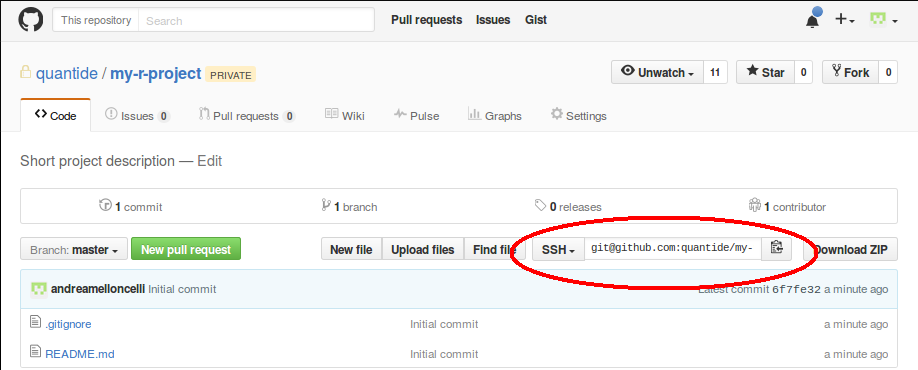 This repository Search Pull requests Issues Gist
quantide / my-r-project PRIVATE Unwatch 11 Star 0 Fork 0
Code Issues 0 Pull requests 0 Wiki Pulse Graphs Settings
Short project description — Edit
1 commit 1 branch 0 releases 1 contributor
Branch: master New pull request New file Upload files Find file SSH git@github.com:quantide/my- Download ZIP
andreamelloncelli Initial commit Latest commit 6f7fe32 a minute ago
.gitignore Initial commit a minute ago
README.md Initial commit a minute ago